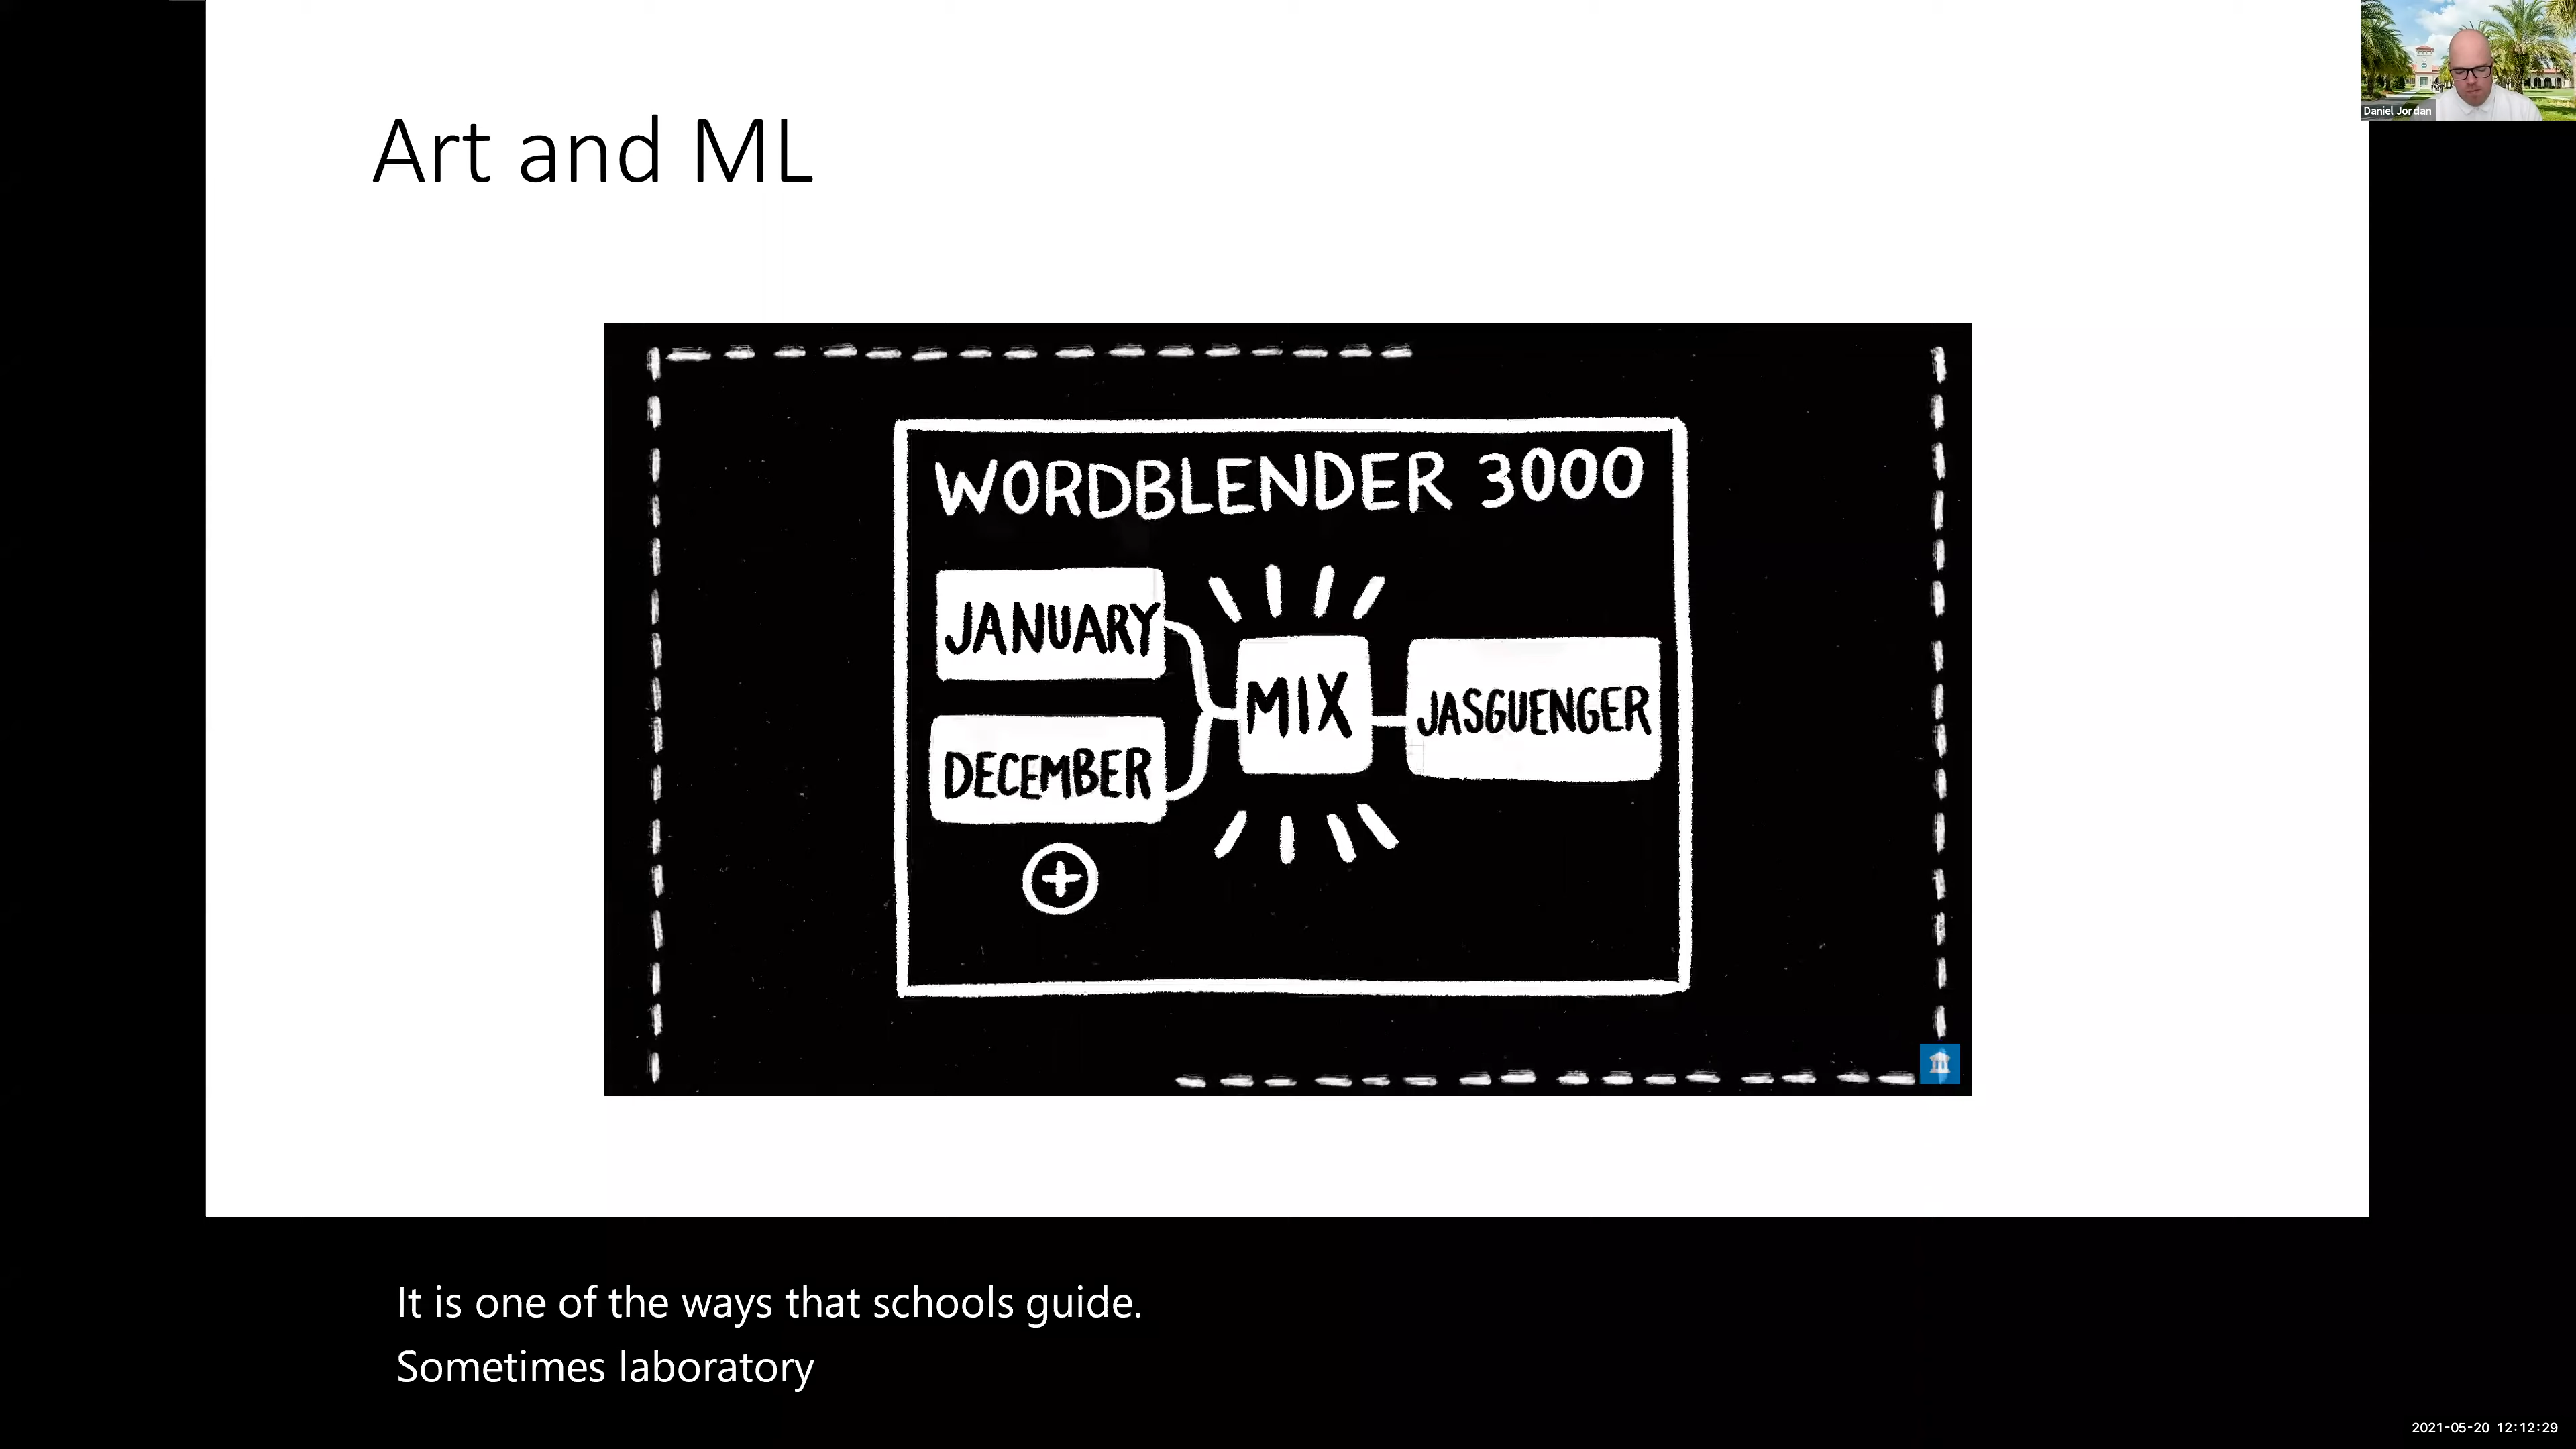 Daniel Jordan
Art and ML
WORDBLENDER 3000
JANUARY
MIX
JASGUENGER
DECEMBER
It is one of the ways that schools guide.
Sometimes laboratory
2021-05-20 12:12:29